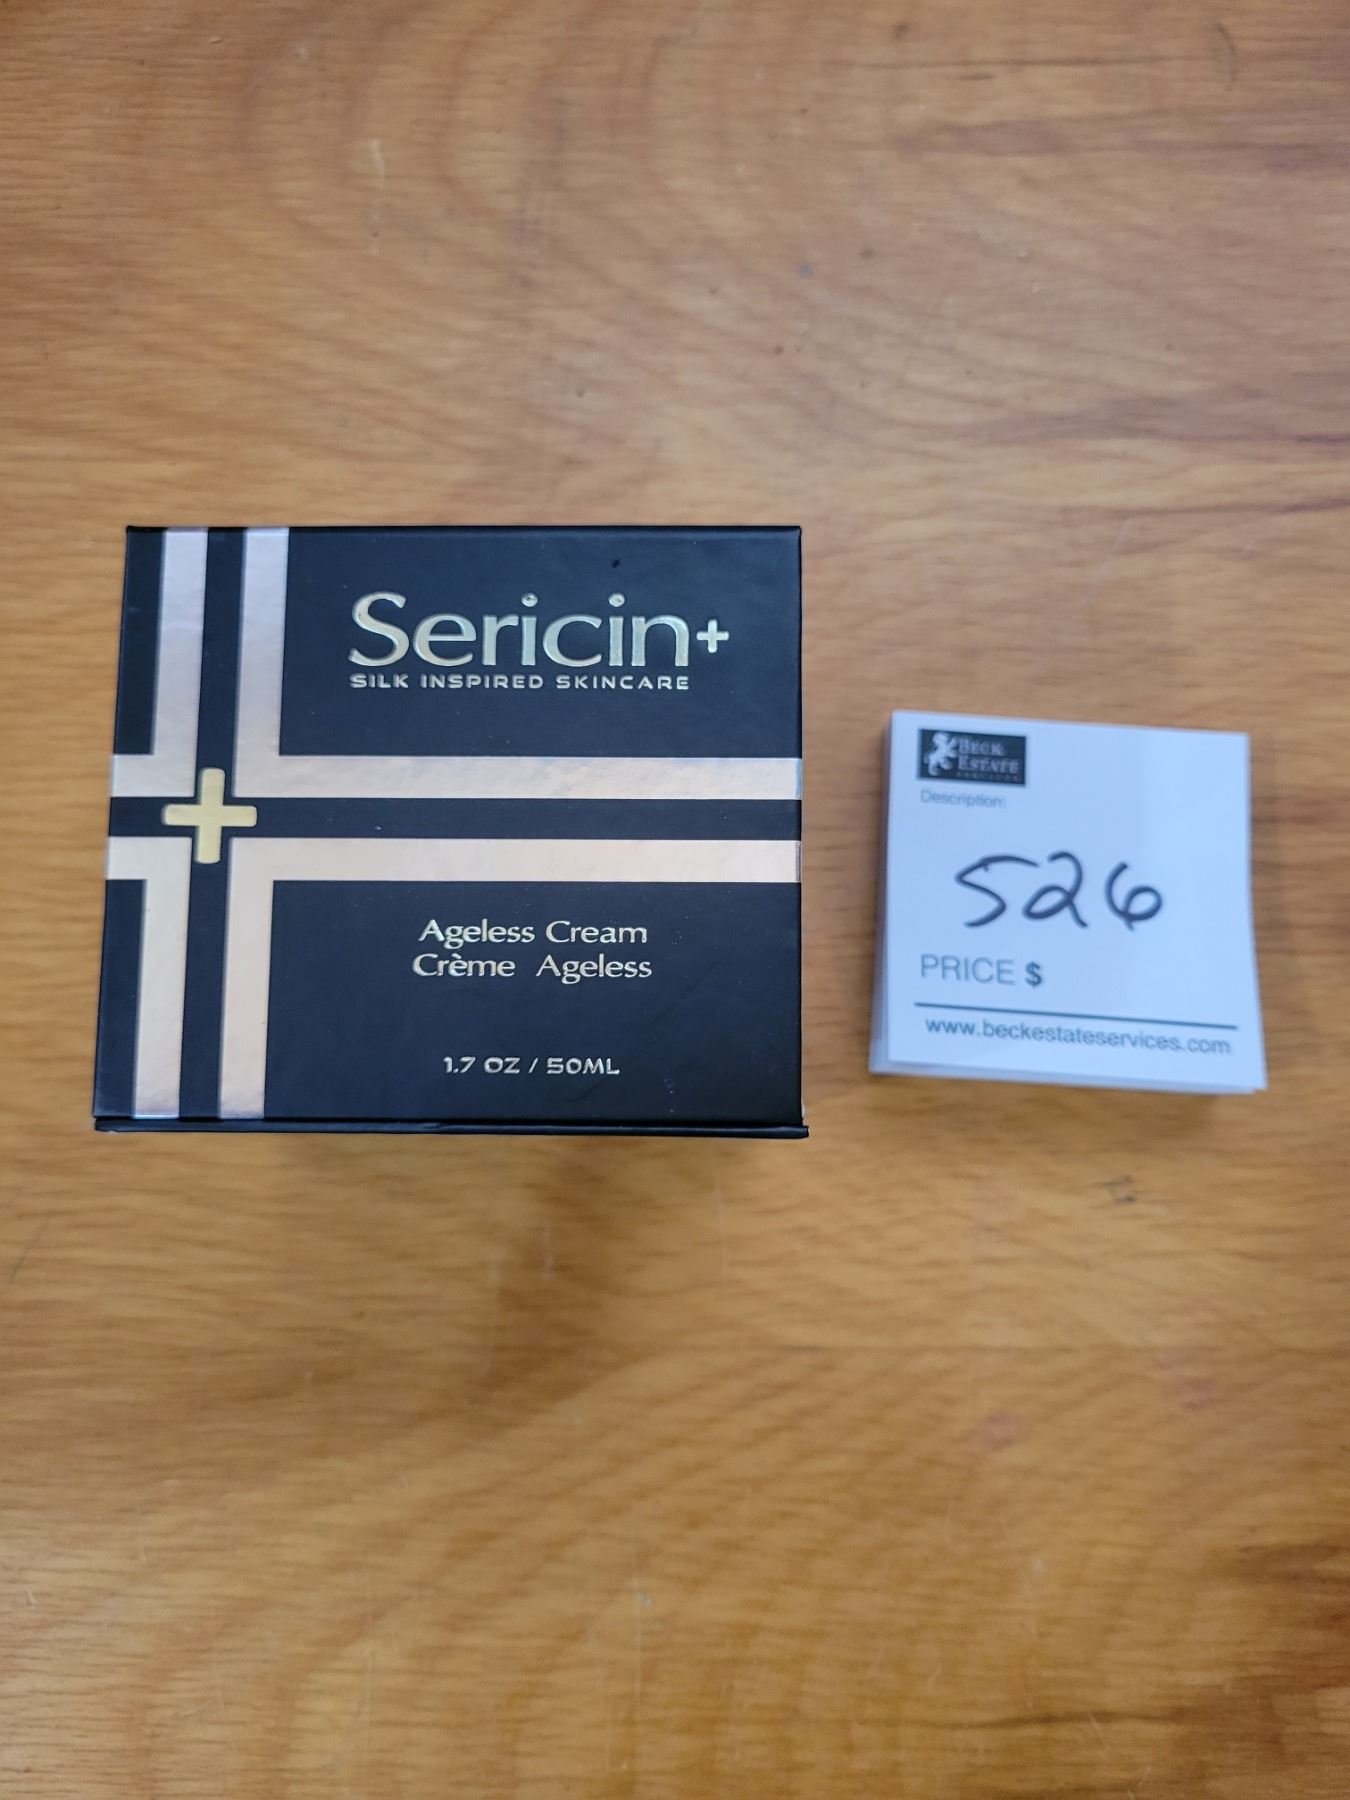 Sericin+
SILK INSPIRED SKINCARE
Ageless Cream
Crème Ageless
1.7 OZ / 50ML
BECK
ESTATE
SERVICES
Description:
526
PRICE $
www.beckestateservices.com